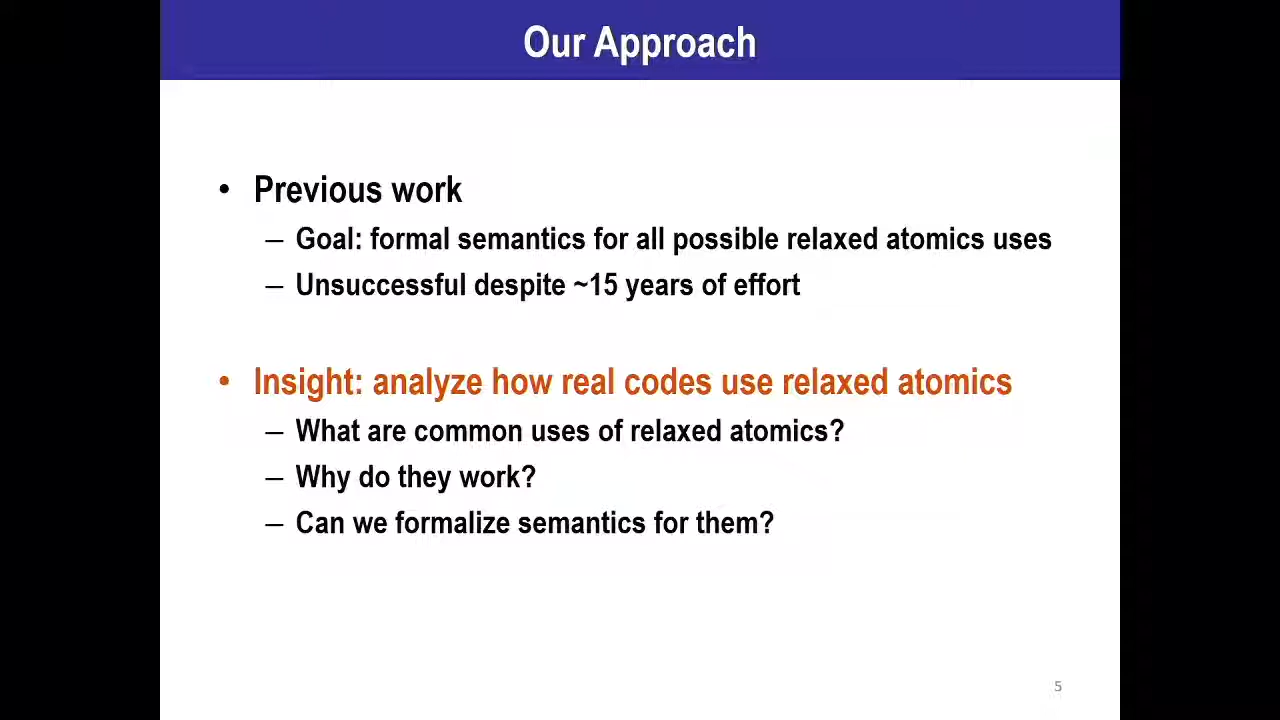 Our Approach
• Previous work
– Goal: formal semantics for all possible relaxed atomics uses
– Unsuccessful despite ~15 years of effort
• Insight: analyze how real codes use relaxed atomics
– What are common uses of relaxed atomics?
– Why do they work?
– Can we formalize semantics for them?
5